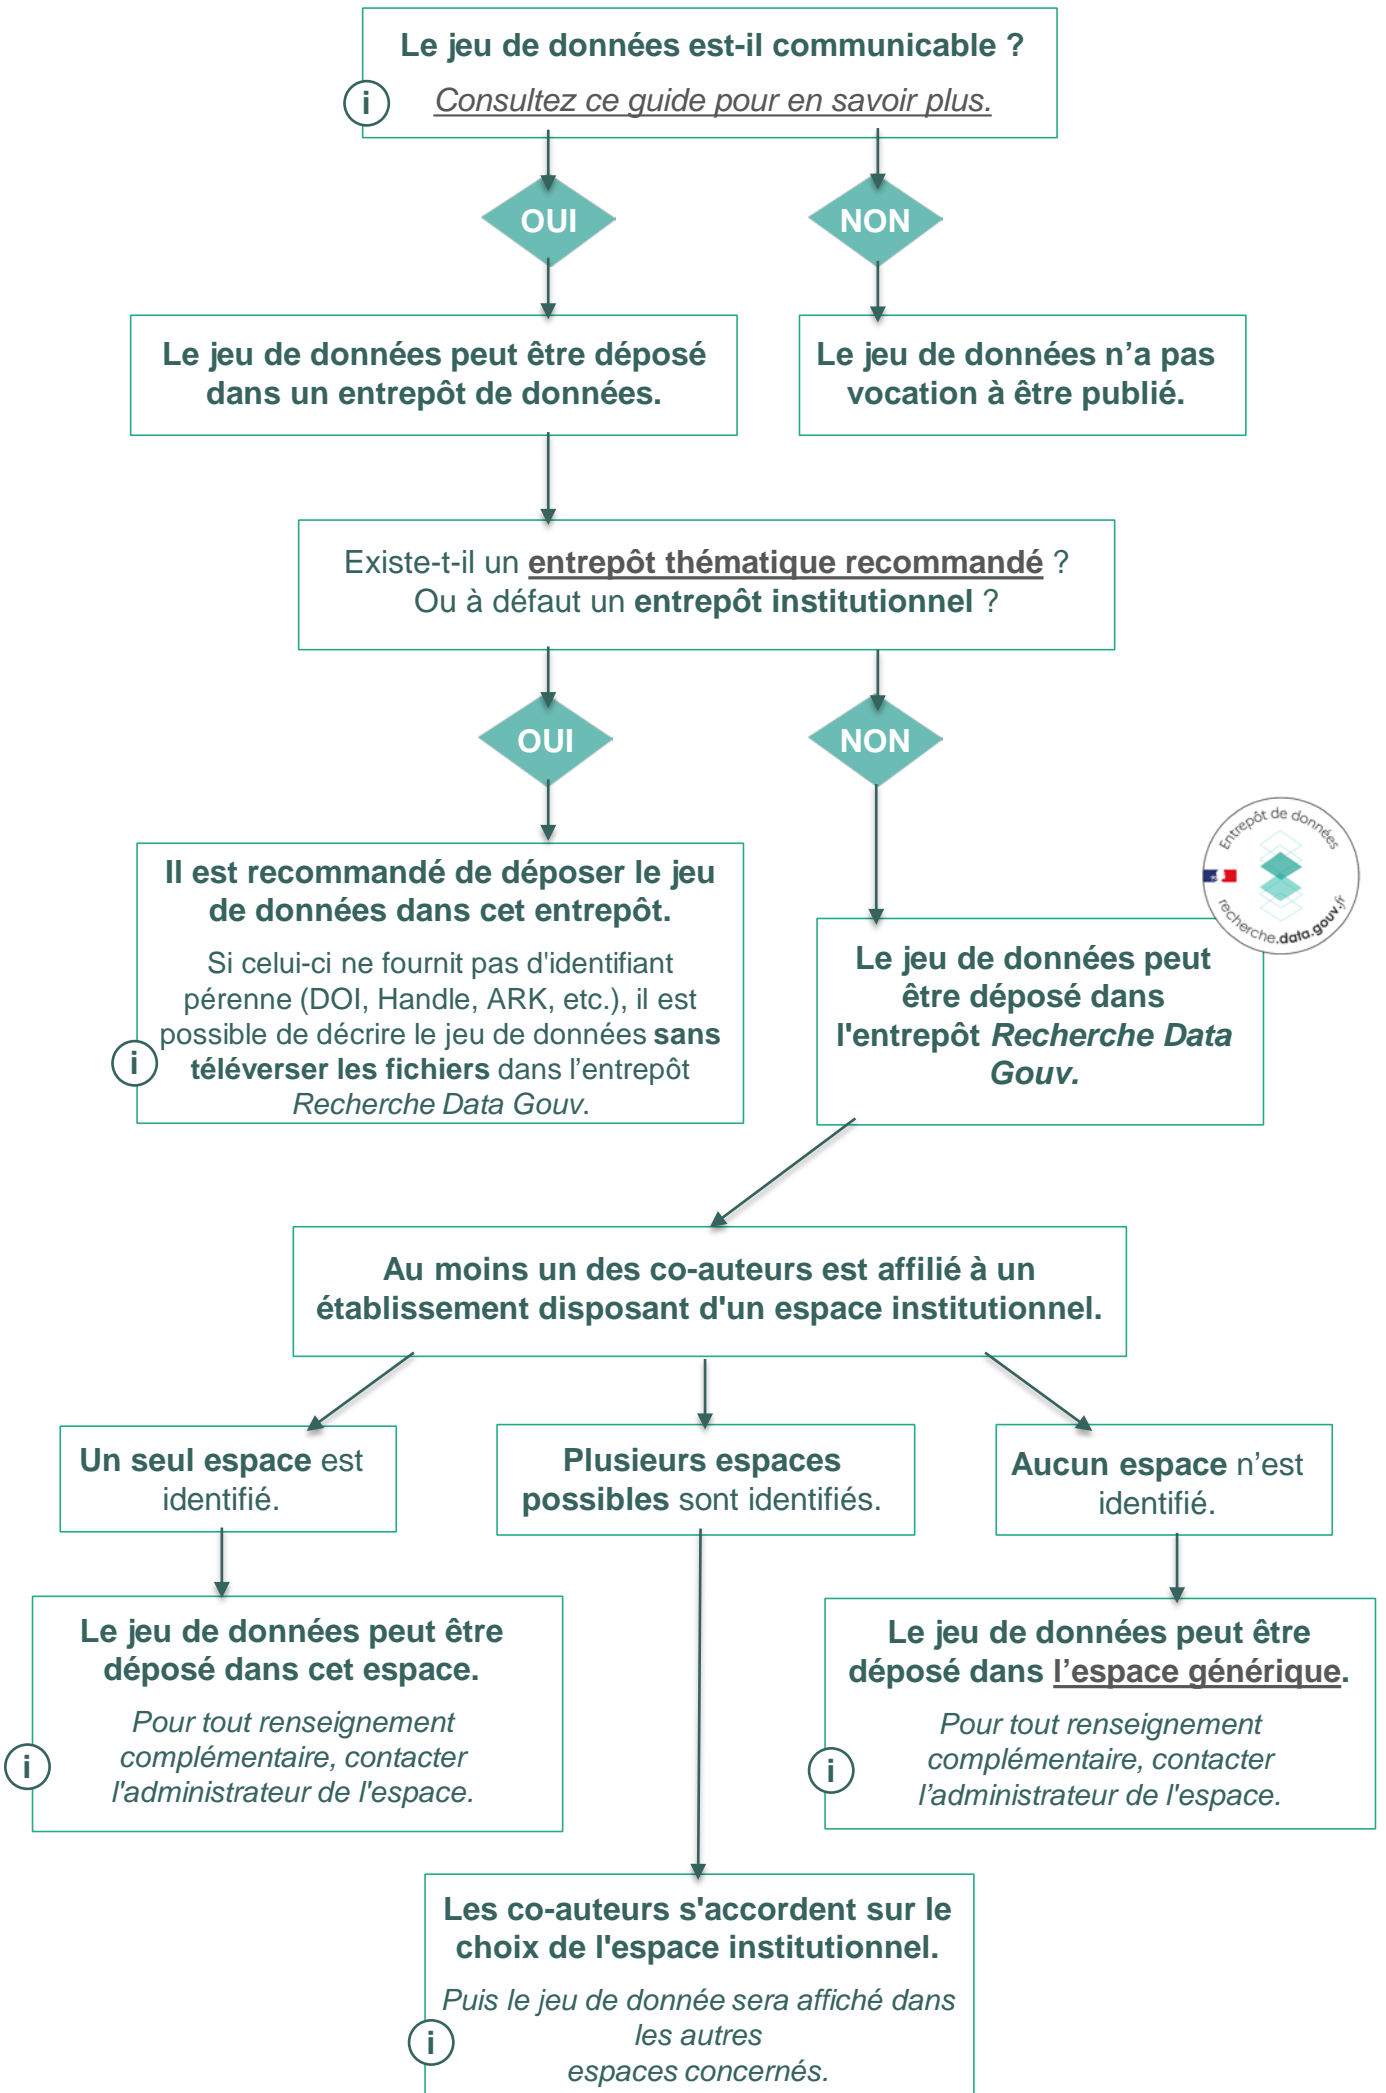 Le jeu de données est-il communicable ?
i
Consultez ce guide pour en savoir plus.
OUI
NON
Le jeu de données peut être déposé
dans un entrepôt de données.
Le jeu de données n’a pas
vocation à être publié.
Existe-t-il un entrepôt thématique recommandé ?
Ou à défaut un entrepôt institutionnel ?
OUI
NON
Il est recommandé de déposer le jeu
de données dans cet entrepôt.
Si celui-ci ne fournit pas d'identifiant
pérenne (DOI, Handle, ARK, etc.), il est
possible de décrire le jeu de données sans
téléverser les fichiers dans l’entrepôt
Recherche Data Gouv.
i
Entrepôt de données
recherche.data.gouv.fr
Le jeu de données peut
être déposé dans
l'entrepôt Recherche Data
Gouv.
Au moins un des co-auteurs est affilié à un
établissement disposant d'un espace institutionnel.
Un seul espace est
identifié.
Plusieurs espaces
possibles sont identifiés.
Aucun espace n’est
identifié.
Le jeu de données peut être
déposé dans cet espace.
Pour tout renseignement
complémentaire, contacter
l'administrateur de l'espace.
i
Le jeu de données peut être
déposé dans l’espace générique.
Pour tout renseignement
complémentaire, contacter
l’administrateur de l'espace.
i
Les co-auteurs s'accordent sur le
choix de l'espace institutionnel.
Puis le jeu de donnée sera affiché dans
les autres
espaces concernés.
i